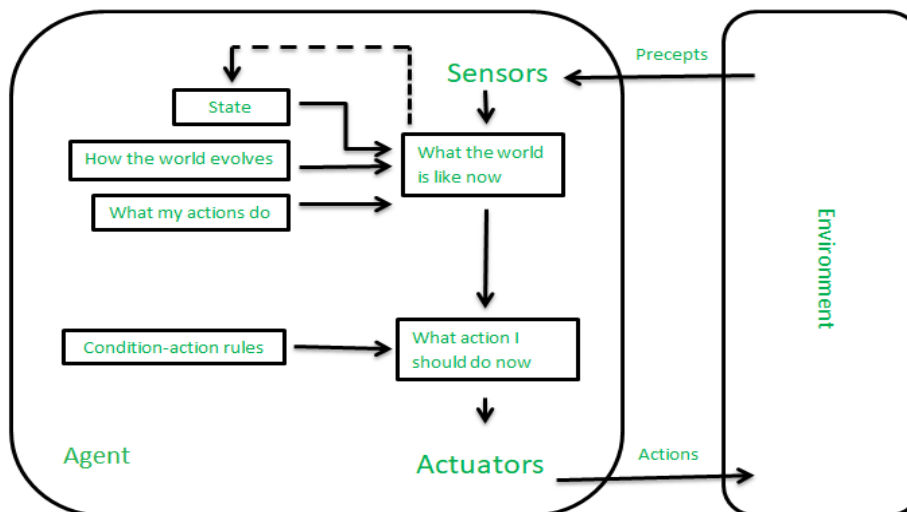 Precepts
Sensors
State
How the world evolves
What the world
is like now
What my actions do
Environment
Condition-action rules
What action I
should do now
Agent
Actuators
Actions